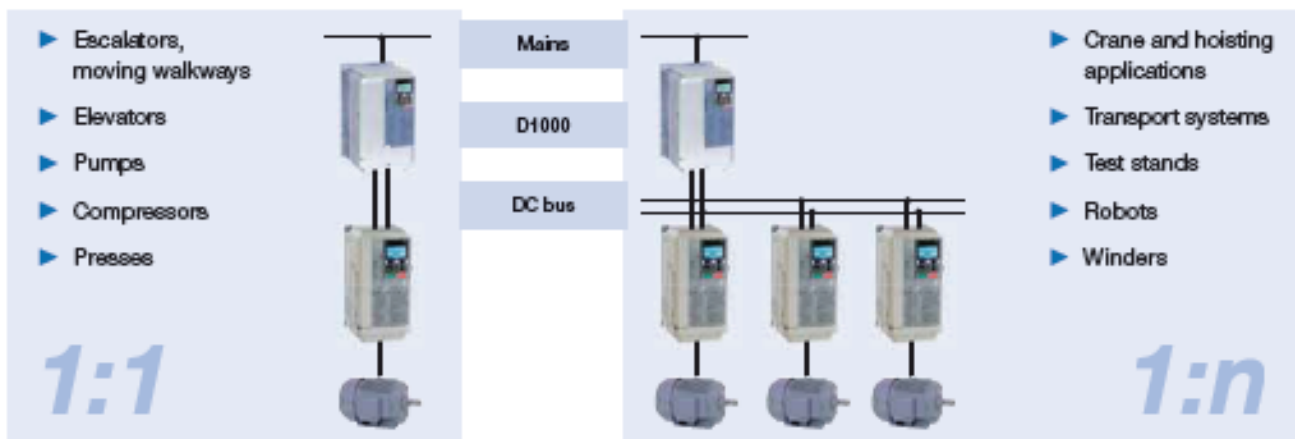 Escalators,
moving walkways
Elevators
Pumps
Compressors
Presses
1:1
Mains
D1000
DC bus
Crane and hoisting
applications
Transport systems
Test stands
Robots
Winders
1:n